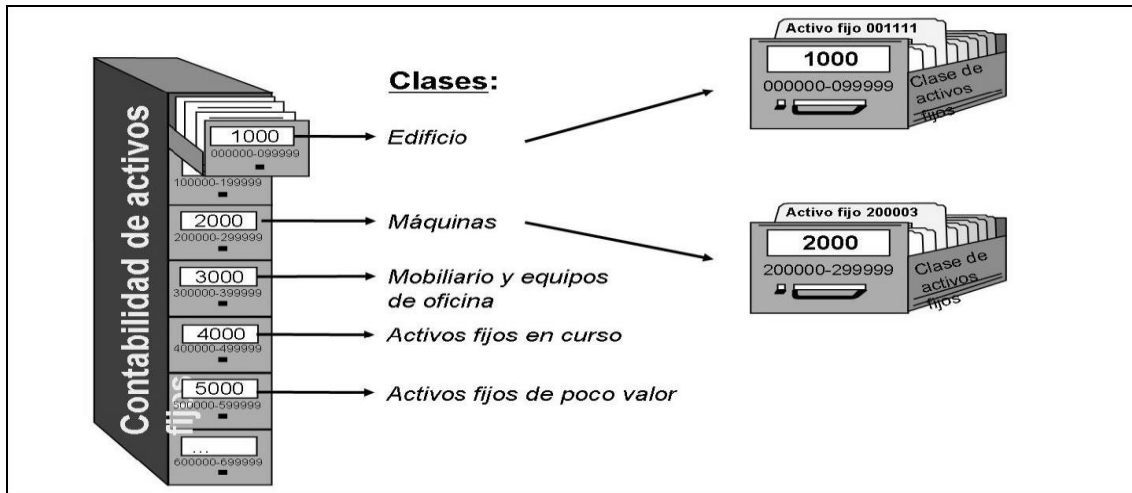 Contabilidad de activos
fijos
Clases:
1000
000000-099999
Edificio
100000-199999
2000
200000-299999
Máquinas
3000
300000-399999
Mobiliario y equipos
de oficina
4000
400000-499999
Activos fijos en curso
5000
500000-599999
Activos fijos de poco valor
...
600000-699999
Activo fijo 001111
1000
000000-099999
Clase de
activos
fijos
Activo fijo 200003
2000
200000-299999
Clase de
activos
fijos